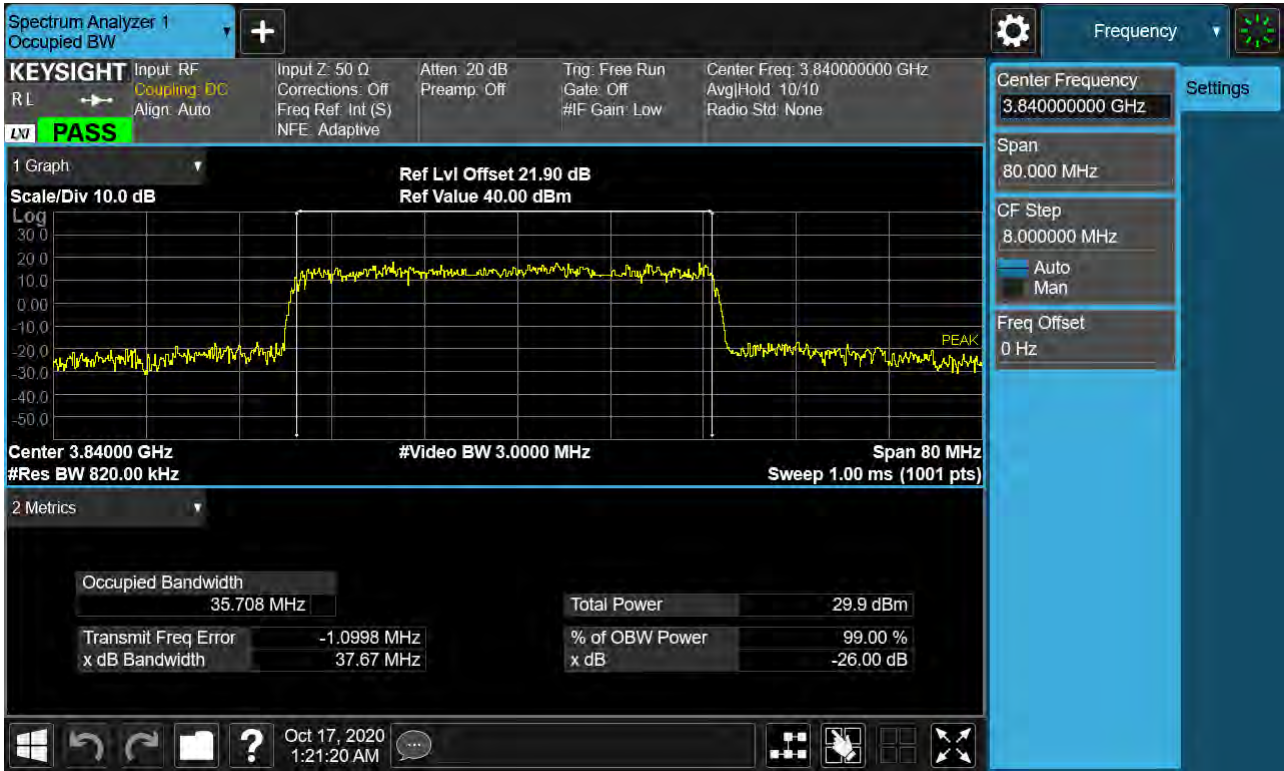 Spectrum Analyzer 1
Occupied BW
+
Frequency
KEYSIGHT
RL
LXI
PASS
Input: RF
Coupling: DC
Align: Auto
Input Z: 50 Ω
Corrections: Off
Freq Ref: Int (S)
NFE: Adaptive
Atten: 20 dB
Preamp: Off
Trig: Free Run
Gate: Off
#IF Gain: Low
Center Freq: 3.840000000 GHz
Avg|Hold: 10/10
Radio Std: None
Center Frequency
3.840000000 GHz
Settings
Span
80.000 MHz
CF Step
8.000000 MHz
Auto
Man
Freq Offset
0 Hz
1 Graph
Scale/Div 10.0 dB
Ref Lvl Offset 21.90 dB
Ref Value 40.00 dBm
Log
30.0
20.0
10.0
0.00
-10.0
-20.0
-30.0
-40.0
-50.0
PEAK
Center 3.84000 GHz
#Video BW 3.0000 MHz
Span 80 MHz
#Res BW 820.00 kHz
Sweep 1.00 ms (1001 pts)
2 Metrics
Occupied Bandwidth
35.708 MHz
Total Power 29.9 dBm
Transmit Freq Error -1.0998 MHz
% of OBW Power 99.00 %
x dB Bandwidth 37.67 MHz
x dB -26.00 dB
?
Oct 17, 2020
1:21:20 AM